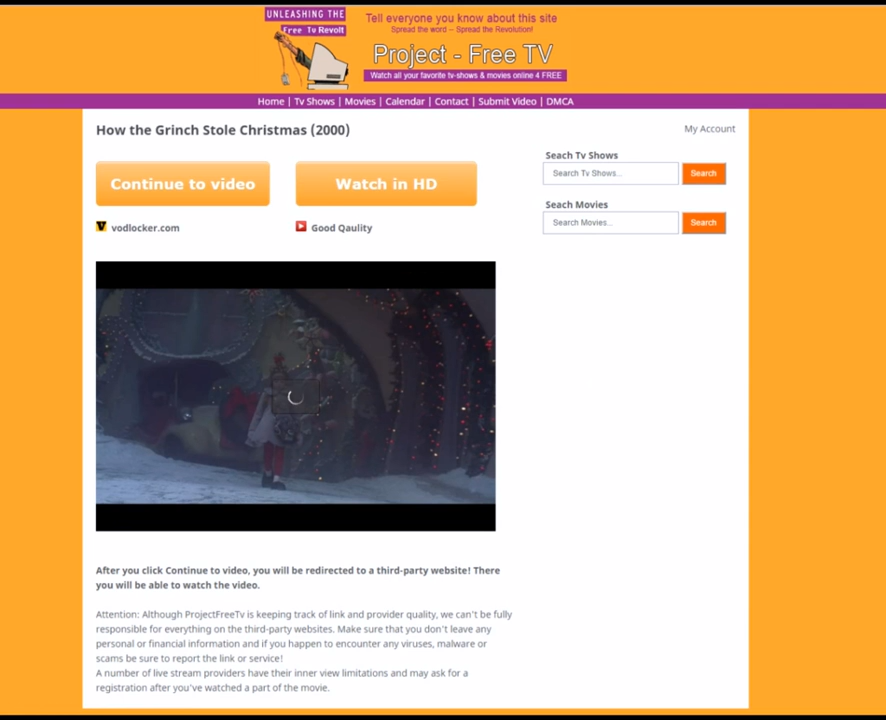 UNLEASHING THE
Free Tv Revolt
Tell everyone you know about this site
Spread the word -- Spread the Revolution!
Project - Free TV
Watch all your favorite tv-shows & movies online 4 FREE
Home | Tv Shows | Movies | Calendar | Contact | Submit Video | DMCA
How the Grinch Stole Christmas (2000)
My Account
Continue to video
Watch in HD
V vodlocker.com
Good Qaulity
Seach Tv Shows
Search Tv Shows...
Search
Seach Movies
Search Movies...
Search
After you click Continue to video, you will be redirected to a third-party website! There
you will be able to watch the video.
Attention: Although ProjectFreeTv is keeping track of link and provider quality, we can't be fully
responsible for everything on the third-party websites. Make sure that you don't leave any
personal or financial information and if you happen to encounter any viruses, malware or
scams be sure to report the link or service!
A number of live stream providers have their inner view limitations and may ask for a
registration after you've watched a part of the movie.